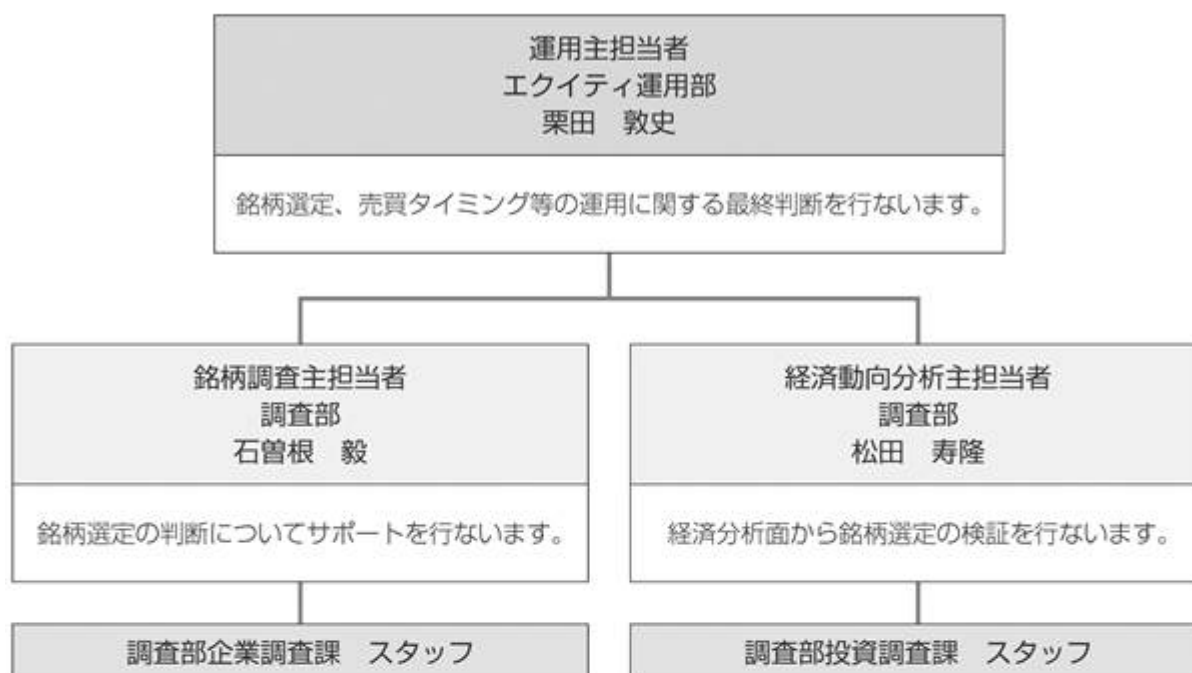 運用主担当者
エクイティ運用部
栗田　敦史
銘柄選定、売買タイミング等の運用に関する最終判断を行ないます。
銘柄調査主担当者
調査部
石曽根　毅
銘柄選定の判断についてサポートを行ないます。
調査部企業調査課　スタッフ
経済動向分析主担当者
調査部
松田　寿隆
経済分析面から銘柄選定の検証を行ないます。
調査部投資調査課　スタッフ